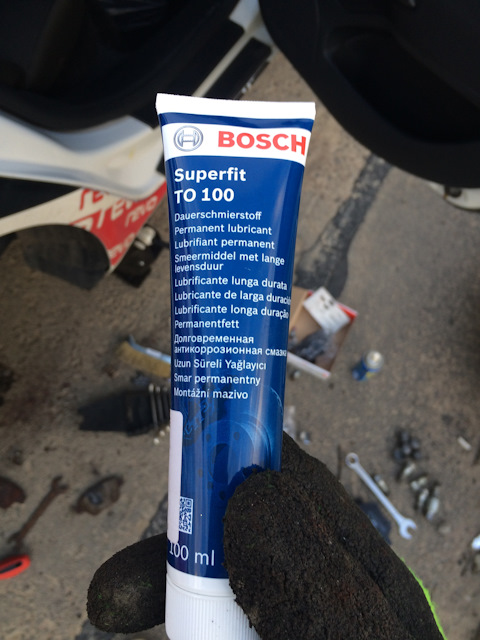 BOSCH
Superfit
TO 100
Dauerschmierstoff
Permanent lubricant
Lubrifiant permanent
Smeermiddel met lange
levensduur
Lubrificante lunga durata
Lubricante de larga duració
Lubrificante longa duração
Permanentfett
Долговременная
антикоррозионная смазка
Uzun Süreli Yağlayıcı
Smar permanentny
Montážní mazivo
100 ml